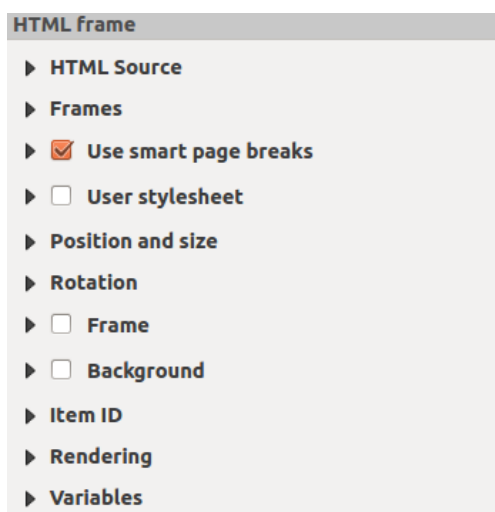 HTML frame
HTML Source
Frames
Use smart page breaks
User stylesheet
Position and size
Rotation
Frame
Background
Item ID
Rendering
Variables